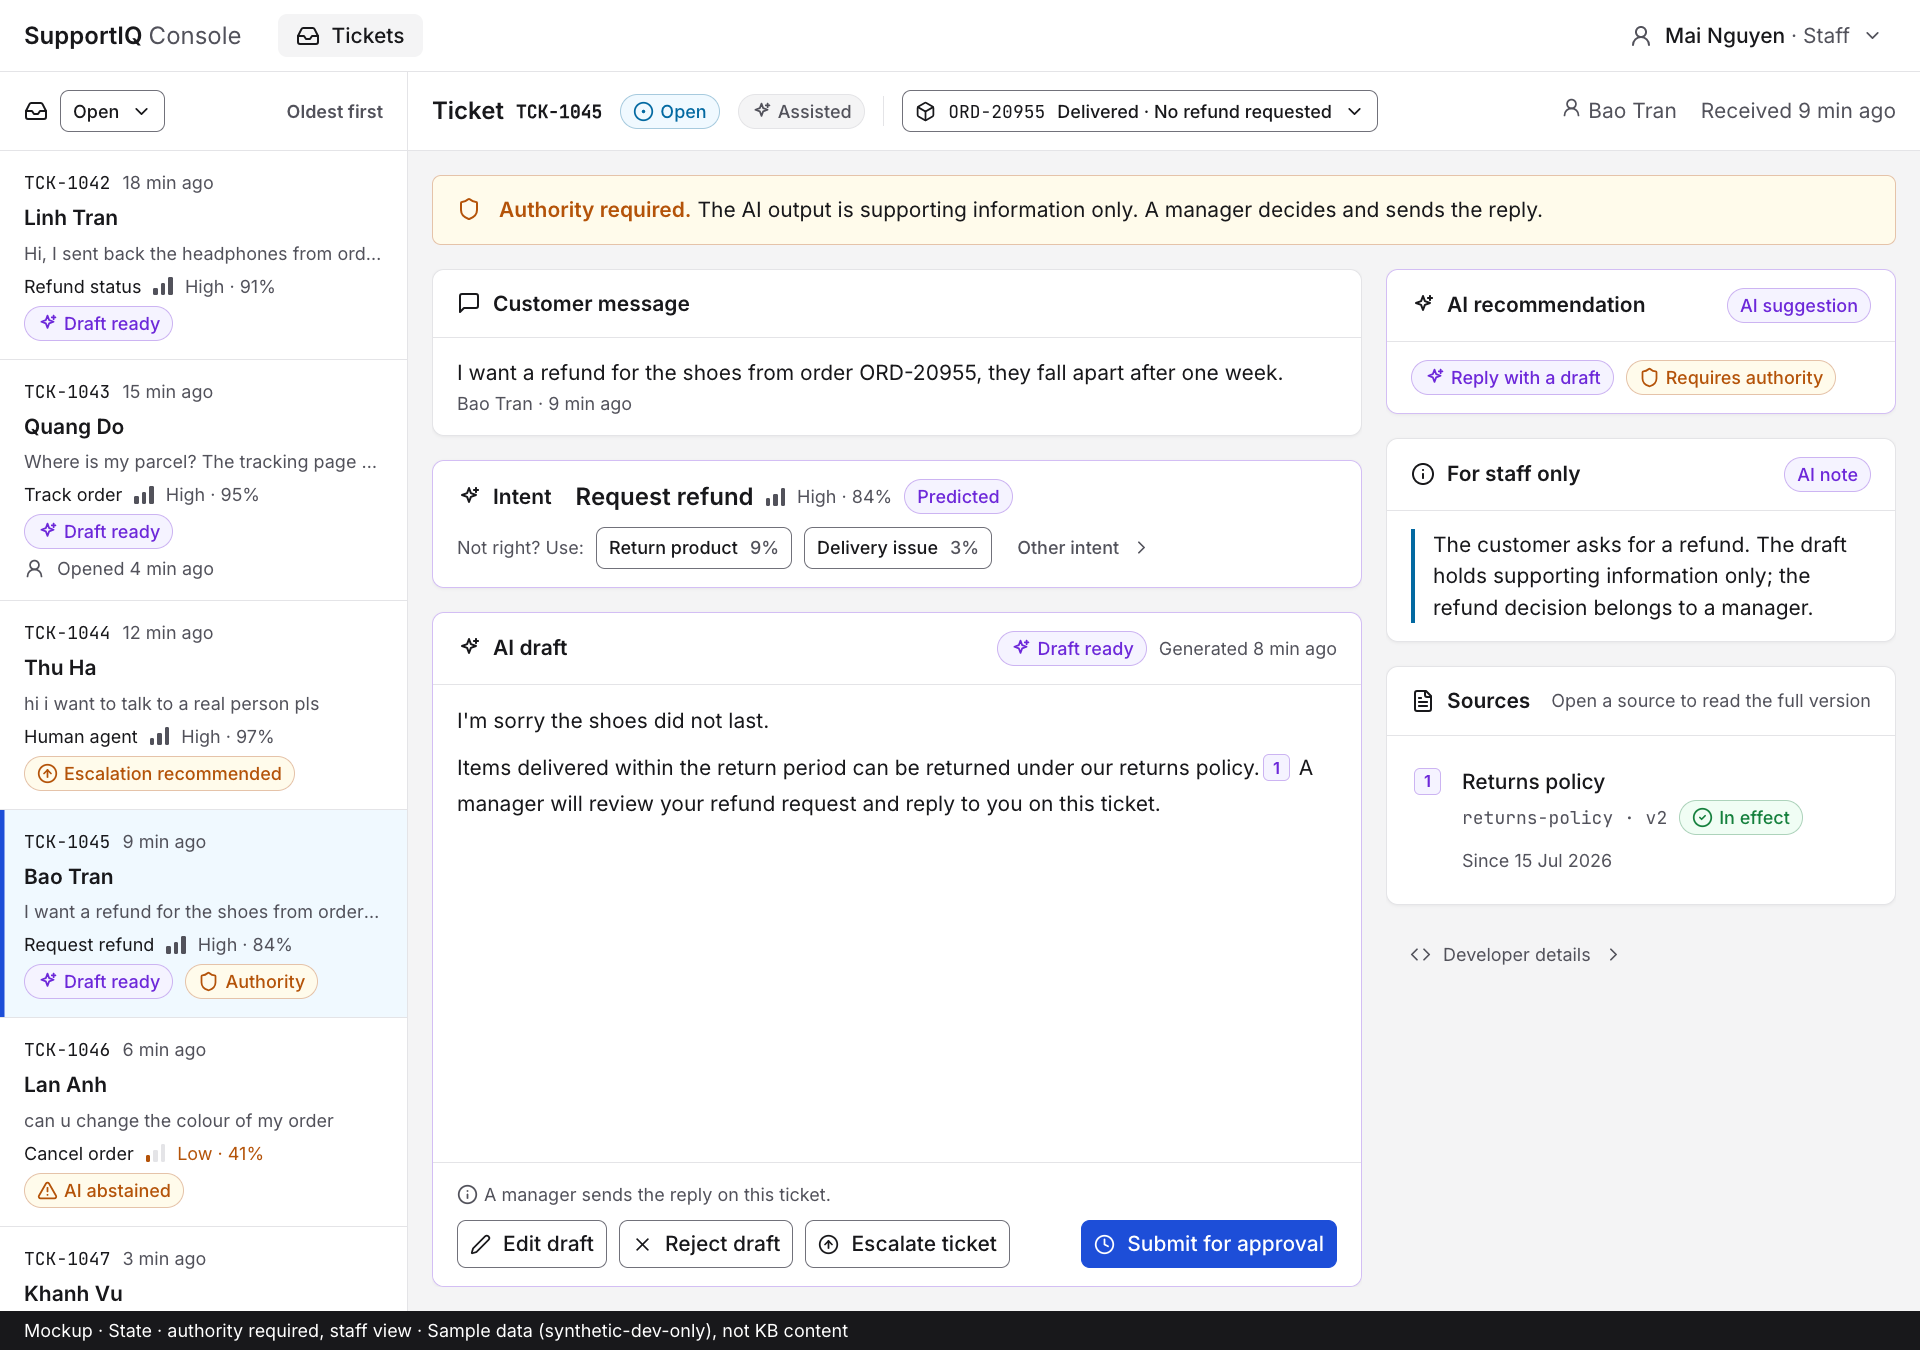 SupportIQ Console
Tickets
Mai Nguyen · Staff
Open
Oldest first
TCK-1042 18 min ago
Linh Tran
Hi, I sent back the headphones from ord...
Refund status High · 91%
Draft ready
TCK-1043 15 min ago
Quang Do
Where is my parcel? The tracking page ...
Track order High · 95%
Draft ready
Opened 4 min ago
TCK-1044 12 min ago
Thu Ha
hi i want to talk to a real person pls
Human agent High · 97%
Escalation recommended
TCK-1045 9 min ago
Bao Tran
I want a refund for the shoes from order...
Request refund High · 84%
Draft ready Authority
TCK-1046 6 min ago
Lan Anh
can u change the colour of my order
Cancel order Low · 41%
AI abstained
TCK-1047 3 min ago
Khanh Vu
Ticket TCK-1045 Open Assisted ORD-20955 Delivered · No refund requested Bao Tran Received 9 min ago
Authority required. The AI output is supporting information only. A manager decides and sends the reply.
Customer message
I want a refund for the shoes from order ORD-20955, they fall apart after one week.
Bao Tran · 9 min ago
Intent Request refund High · 84% Predicted
Not right? Use: Return product 9% Delivery issue 3% Other intent
AI draft Draft ready Generated 8 min ago
I'm sorry the shoes did not last.
Items delivered within the return period can be returned under our returns policy. 1 A
manager will review your refund request and reply to you on this ticket.
A manager sends the reply on this ticket.
Edit draft Reject draft Escalate ticket Submit for approval
AI recommendation AI suggestion
Reply with a draft Requires authority
For staff only AI note
The customer asks for a refund. The draft
holds supporting information only; the
refund decision belongs to a manager.
Sources Open a source to read the full version
1 Returns policy
returns-policy · v2 In effect
Since 15 Jul 2026
Developer details
Mockup · State · authority required, staff view · Sample data (synthetic-dev-only), not KB content